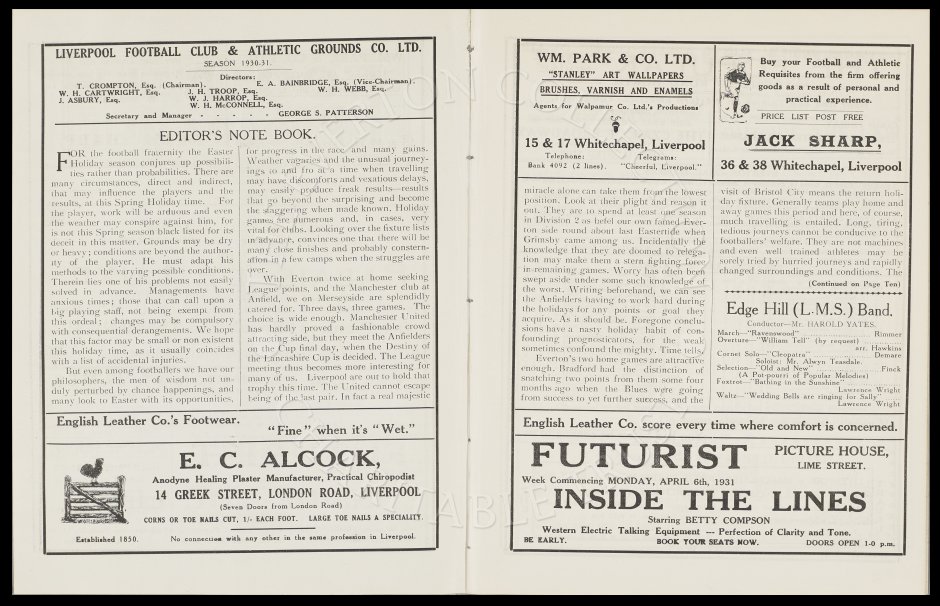 LIVERPOOL FOOTBALL CLUB & ATHLETIC GROUNDS CO. LTD.
SEASON 1930-31.
Directors:
T. CROMPTON, Esq. (Chairman). E. A. BAINBRIDGE, Esq. (Vice-Chairman).
W. H. CARTWRIGHT, Esq. J. H. TROOP, Esq. W. H. WEBB, Esq.
J. ASBURY, Esq. W. J. HARROP, Esq.
W. H. McCONNELL, Esq.
Secretary and Manager - - - - - GEORGE S. PATTERSON
EDITOR'S NOTE BOOK.
FOR the football fraternity the Easter
Holiday season conjures up possibili-
ties rather than probabilities. There are
many circumstances, direct and indirect,
that may influence the players and the
results, at this Spring Holiday time. For
the player, work will be arduous and even
the weather may conspire against him, for
is not this Spring season black listed for its
deceit in this matter. Grounds may be dry
or heavy; conditions are beyond the author-
ity of the player. He must adapt his
methods to the varying possible conditions.
Therein lies one of his problems not easily
solved in advance. Managements have
anxious times; those that can call upon a
big playing staff, not being exempt from
this ordeal; changes may be compulsory
with consequential derangements. We hope
that this factor may be small or non existent
this holiday time, as it usually coincides
with a list of accidental injuries.
But even among footballers we have our
philosophers, the men of wisdom not un-
duly perturbed by chance happenings, and
many look to Easter with its opportunities,
for progress in the race and many gains.
Weather vagaries and the unusual journey-
ings to and fro at a time when travelling
may have discomforts and vexatious delays,
may easily produce freak results—results
that go beyond the surprising and become
the staggering when made known. Holiday
games are numerous and, in cases, very
vital for clubs. Looking over the fixture lists
in advance, convinces one that there will be
many close finishes and probably constern-
ation in a few camps when the struggles are
over.
With Everton twice at home seeking
League points, and the Manchester club at
Anfield, we on Merseyside are splendidly
catered for. Three days, three games. The
choice is wide enough. Manchester United
has hardly proved a fashionable crowd
attracting side, but they meet the Anfielders
on the Cup final day, when the Destiny of
the Lancashire Cup is decided. The League
meeting thus becomes more interesting for
many of us. Liverpool are out to hold that
trophy this time. The United cannot escape
being of the last pair. In fact a real majestic
English Leather Co.'s Footwear.
"Fine" when it's "Wet."
E. C. ALCOCK,
Anodyne Healing Plaster Manufacturer, Practical Chiropodist
14 GREEK STREET, LONDON ROAD, LIVERPOOL
(Seven Doors from London Road)
CORNS OR TOE NAILS CUT, 1/- EACH FOOT. LARGE TOE NAILS A SPECIALITY.
Established 1850. No connection with any other in the same profession in Liverpool.
WM. PARK & CO. LTD.
"STANLEY" ART WALLPAPERS
BRUSHES, VARNISH AND ENAMELS
Agents for Walpamur Co. Ltd.'s Productions
15 & 17 Whitechapel, Liverpool
Telephone: Telegrams:
Bank 4092 (2 lines). "Cheerful, Liverpool."
Buy your Football and Athletic
Requisites from the firm offering
goods as a result of personal and
practical experience.
PRICE LIST POST FREE
JACK SHARP,
36 & 38 Whitechapel, Liverpool
miracle alone can take them from the lowest
position. Look at their plight and reason it
out. They are to spend at least one season
in Division 2 as befel our own famed Ever-
ton side round about last Eastertide when
Grimsby came among us. Incidentally the
knowledge that they are doomed to relega-
tion may make them a stern fighting force
in remaining games. Worry has often been
swept aside under some such knowledge of
the worst. Writing beforehand, we can see
the Anfielders having to work hard during
the holidays for any points or goal they
acquire. As it should be. Foregone conclu-
sions have a nasty holiday bit of con-
founding prognosticators, for the weak
sometimes confound the mighty. Time tells.
Everton's two home games are attractive
enough. Bradford had the distinction of
snatching two points from them some four
months ago when the Blues were going
from success to yet further success, and the
visit of Bristol City means the return holi-
day fixture. Generally teams play home and
away games this period and here, of course,
much travelling is entailed. Long, tiring,
tedious journeys cannot be conducive to the
footballers' welfare. They are not machines
and even well trained athletes may be
sorely tried by hurried journeys and rapidly
changed surroundings and conditions. The
(Continued on Page Ten)
Edge Hill (L.M.S.) Band.
Conductor—Mr. HAROLD YATES.
March—"Ravenswood" Rimmer
Overture—"William Tell" (by request)
arr. Hawkins
Cornet Solo—"Cleopatra" Demare
Soloist: Mr. Alwyn Teasdale.
Selection—"Old and New" Finck
(A Pot-pourri of Popular Melodies)
Foxtrot—"Bathing in the Sunshine"
Lawrence Wright
Waltz—"Wedding Bells are ringing for Sally"
Lawrence Wright
English Leather Co. score every time where comfort is concerned.
FUTURIST PICTURE HOUSE,
LIME STREET.
Week Commencing MONDAY, APRIL 6th, 1931
INSIDE THE LINES
Starring BETTY COMPSON
Western Electric Talking Equipment --- Perfection of Clarity and Tone.
BE EARLY. BOOK YOUR SEATS NOW. DOORS OPEN 1-0 p.m.